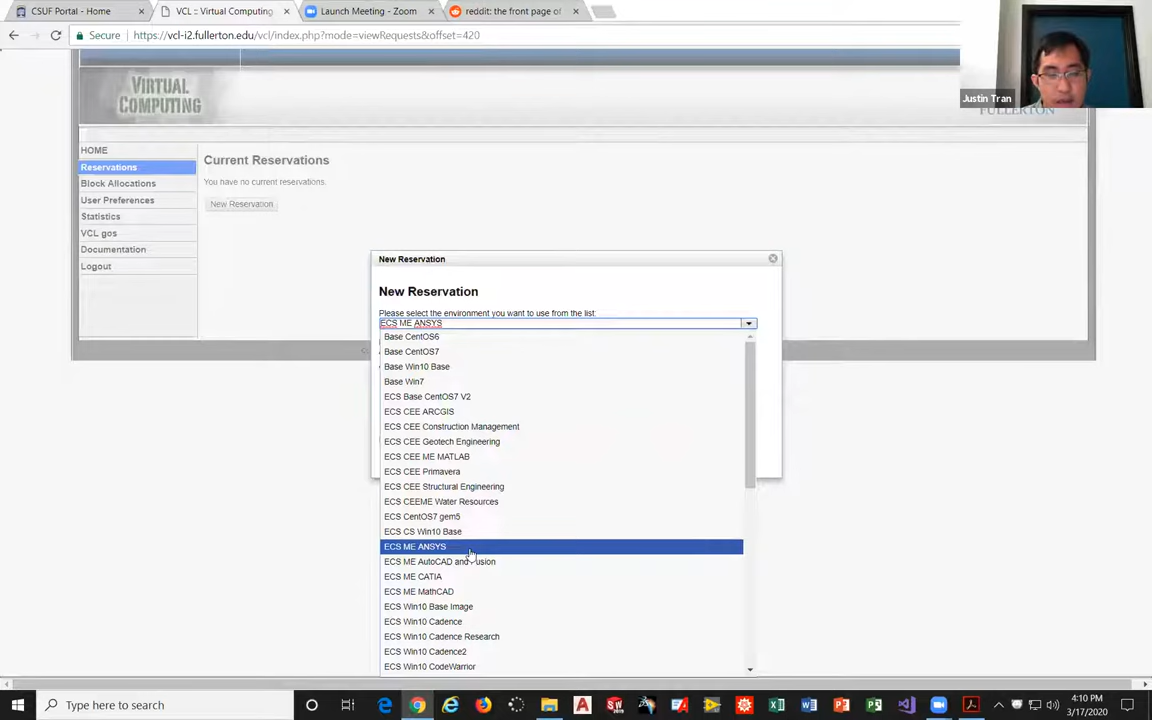 CSUF Portal - Home
VCL :: Virtual Computing
Launch Meeting - Zoom
reddit: the front page of
Secure
https://vcl-i2.fullerton.edu/vcl/index.php?mode=viewRequests&offset=420
Justin Tran
VIRTUAL
COMPUTING
FULLERTON
HOME
Reservations
Block Allocations
User Preferences
Statistics
VCL gos
Documentation
Logout
Current Reservations
You have no current reservations.
New Reservation
New Reservation
New Reservation
Please select the environment you want to use from the list:
ECS ME ANSYS
Base CentOS6
Base CentOS7
Base Win10 Base
Base Win7
ECS Base CentOS7 V2
ECS CEE ARCGIS
ECS CEE Construction Management
ECS CEE Geotech Engineering
ECS CEE ME MATLAB
ECS CEE Primavera
ECS CEE Structural Engineering
ECS CEEME Water Resources
ECS CentOS7 gem5
ECS CS Win10 Base
ECS ME ANSYS
ECS ME AutoCAD and Fusion
ECS ME CATIA
ECS ME MathCAD
ECS Win10 Base Image
ECS Win10 Cadence
ECS Win10 Cadence Research
ECS Win10 Cadence2
ECS Win10 CodeWarrior
Type here to search
4:10 PM
3/17/2020